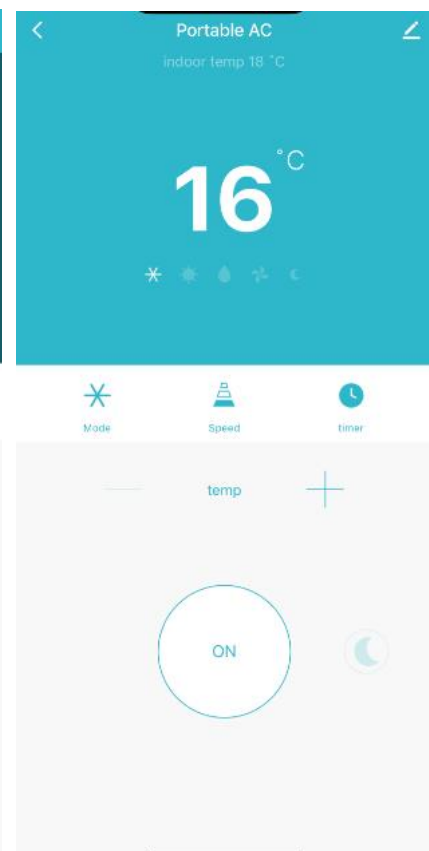 Portable AC
indoor temp 18 °C
16 °C
Mode Speed timer
temp
ON